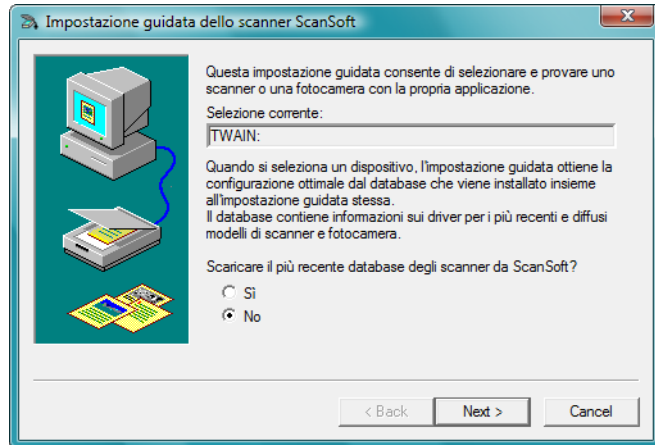 Impostazione guidata dello scanner ScanSoft
Questa impostazione guidata consente di selezionare e provare uno
scanner o una fotocamera con la propria applicazione.
Selezione corrente:
TWAIN:
Quando si seleziona un dispositivo, l'impostazione guidata ottiene la
configurazione ottimale dal database che viene installato insieme
all'impostazione guidata stessa.
Il database contiene informazioni sui driver per i più recenti e diffusi
modelli di scanner e fotocamera.
Scaricare il più recente database degli scanner da ScanSoft?
Sì
No
< Back
Next >
Cancel